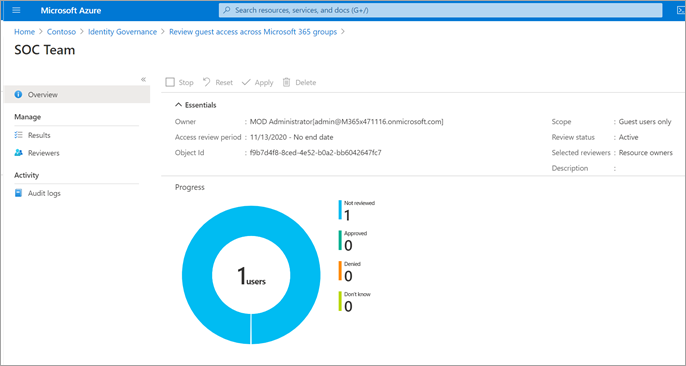 Microsoft Azure
Search resources, services, and docs (G+/)
Home > Contoso > Identity Governance > Review guest access across Microsoft 365 groups >
SOC Team
«
Overview
Manage
Results
Reviewers
Activity
Audit logs
Stop Reset Apply Delete
Essentials
Owner : MOD Administrator[admin@M365x471116.onmicrosoft.com]
Access review period : 11/13/2020 - No end date
Object Id : f9b7d4f8-8ced-4e52-b0a2-bb6042647fc7
Scope : Guest users only
Review status : Active
Selected reviewers : Resource owners
Description :
Progress
1 users
Not reviewed
1
Approved
0
Denied
0
Don't know
0